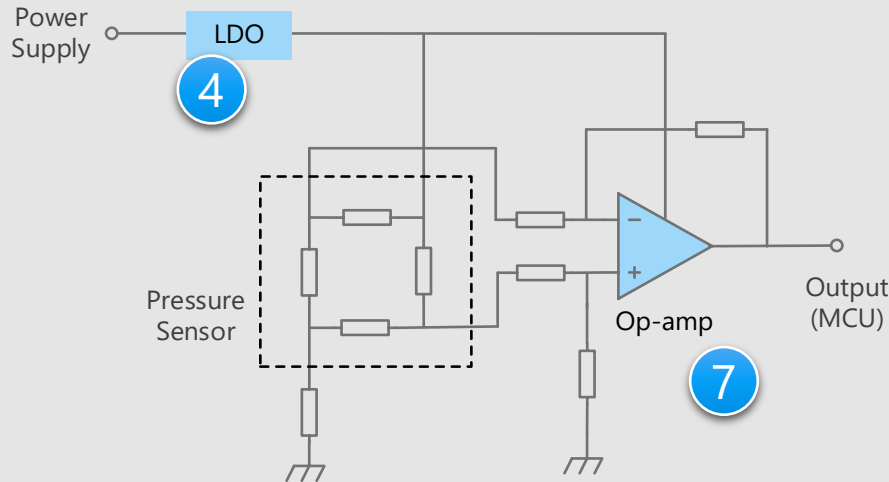 Power
Supply
LDO
4
−
+
Pressure
Sensor
Op-amp
Output
(MCU)
7